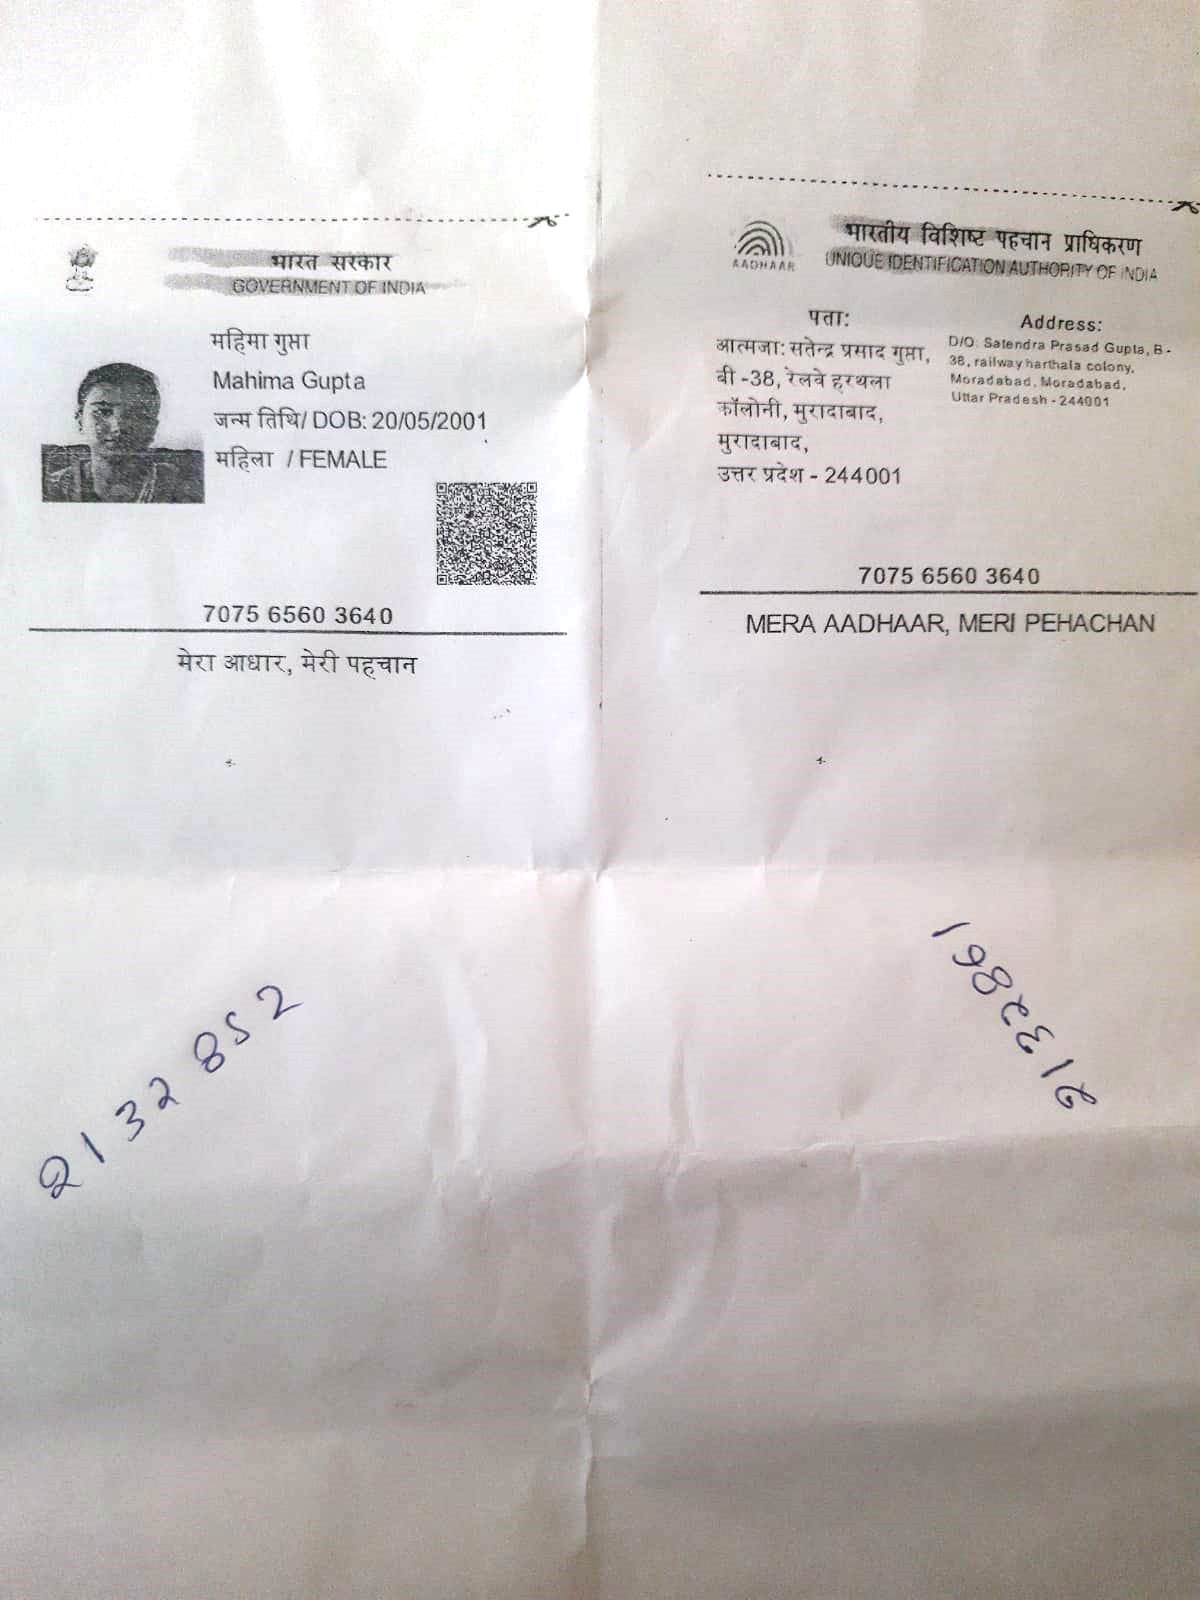 भारत सरकार
GOVERNMENT OF INDIA
महिमा गुप्ता
Mahima Gupta
जन्म तिथि/ DOB: 20/05/2001
महिला / FEMALE
7075 6560 3640
मेरा आधार, मेरी पहचान
AADHAAR
भारतीय विशिष्ट पहचान प्राधिकरण
UNIQUE IDENTIFICATION AUTHORITY OF INDIA
पता:
आत्मजा: सतेन्द्र प्रसाद गुप्ता,
बी -38, रेलवे हरथला
कॉलोनी, मुरादाबाद,
मुरादाबाद,
उत्तर प्रदेश - 244001
Address:
D/O: Satendra Prasad Gupta, B -
38, railway harthala colony,
Moradabad, Moradabad,
Uttar Pradesh - 244001
7075 6560 3640
MERA AADHAAR, MERI PEHACHAN
2132852
2132861